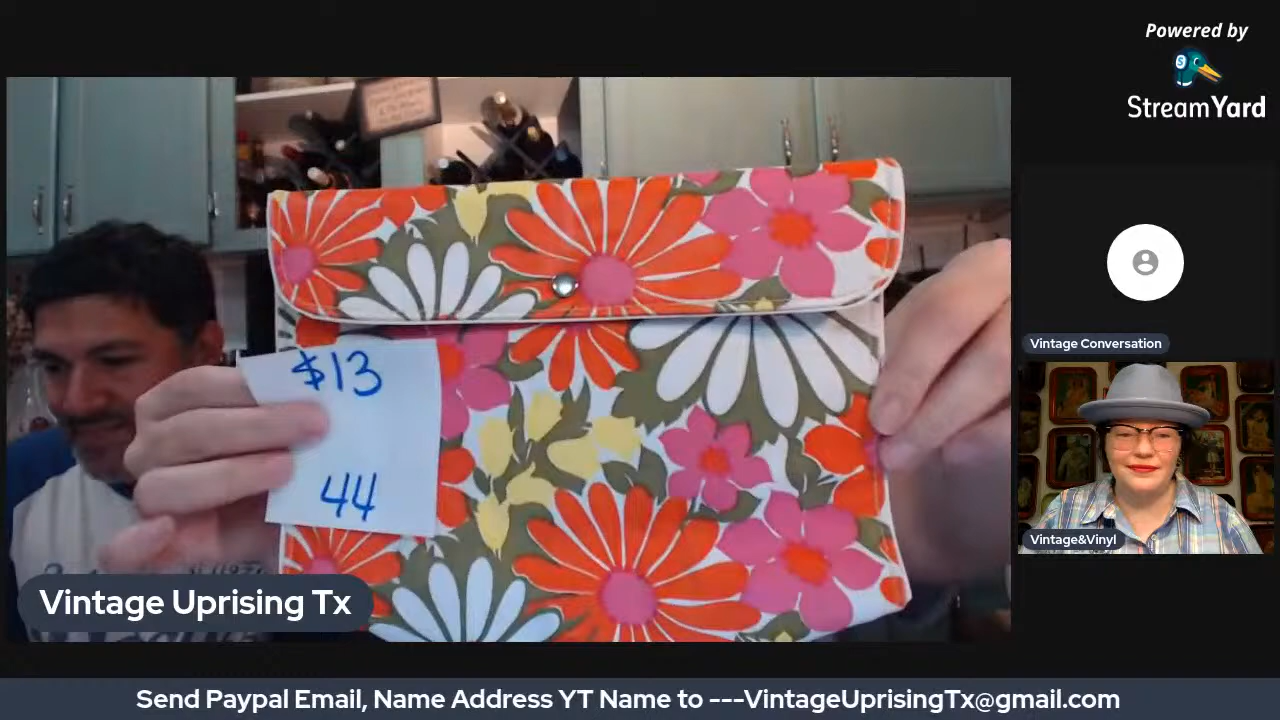 Powered by
StreamYard
$13
44
Vintage Conversation
Vintage&Vinyl
Vintage Uprising Tx
Send Paypal Email, Name Address YT Name to ---VintageUprisingTx@gmail.com